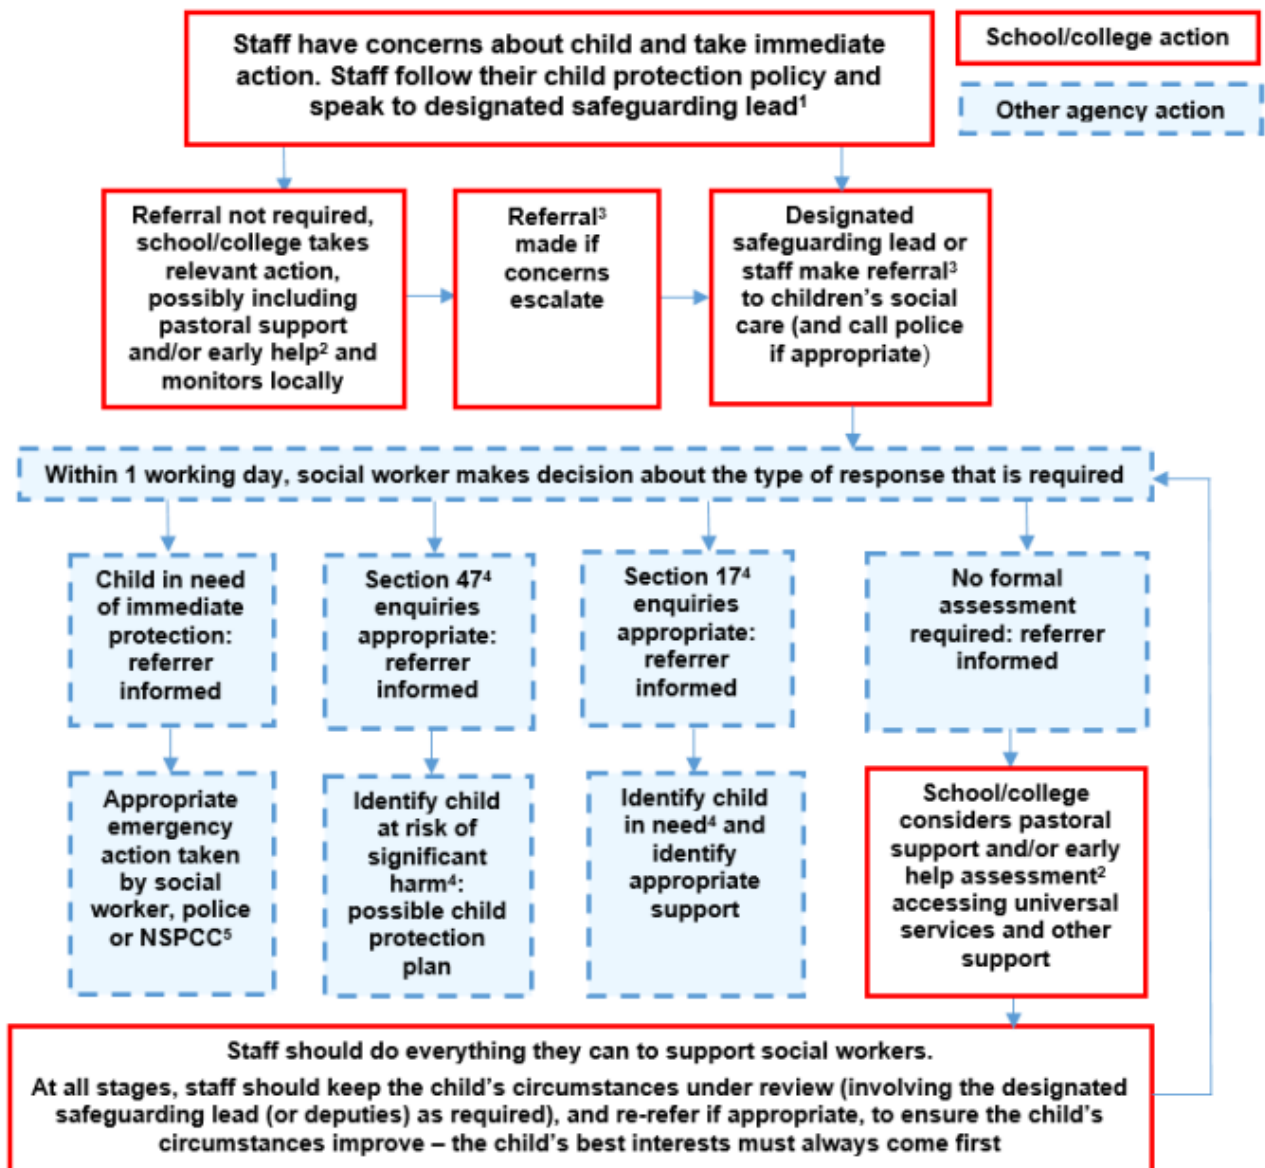 Staff have concerns about child and take immediate
action. Staff follow their child protection policy and
speak to designated safeguarding lead¹
School/college action
Other agency action
Referral not required,
school/college takes
relevant action,
possibly including
pastoral support
and/or early help² and
monitors locally
Referral³
made if
concerns
escalate
Designated
safeguarding lead or
staff make referral³
to children’s social
care (and call police
if appropriate)
Within 1 working day, social worker makes decision about the type of response that is required
Child in need
of immediate
protection:
referrer
informed
Section 47⁴
enquiries
appropriate:
referrer
informed
Section 17⁴
enquiries
appropriate:
referrer
informed
No formal
assessment
required: referrer
informed
Appropriate
emergency
action taken
by social
worker, police
or NSPCC⁵
Identify child
at risk of
significant
harm⁴:
possible child
protection
plan
Identify child
in need⁴ and
identify
appropriate
support
School/college
considers pastoral
support and/or early
help assessment²
accessing universal
services and other
support
Staff should do everything they can to support social workers.
At all stages, staff should keep the child’s circumstances under review (involving the designated
safeguarding lead (or deputies) as required), and re-refer if appropriate, to ensure the child’s
circumstances improve – the child’s best interests must always come first